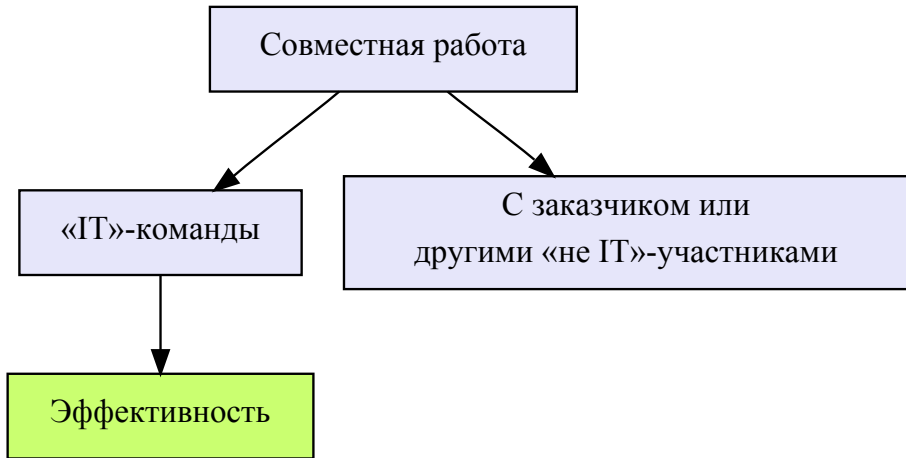 Совместная работа
«IT»-команды
С заказчиком или
другими «не IT»-участниками
Эффективность